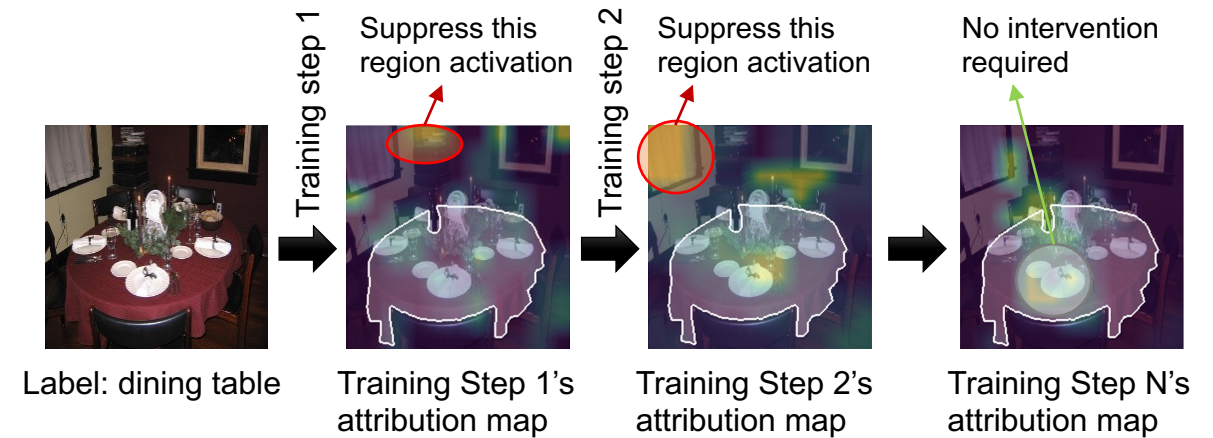 Training step 1
Suppress this
region activation
Training step 2
Suppress this
region activation
No intervention
required
Label: dining table
Training Step 1's
attribution map
Training Step 2's
attribution map
Training Step N's
attribution map